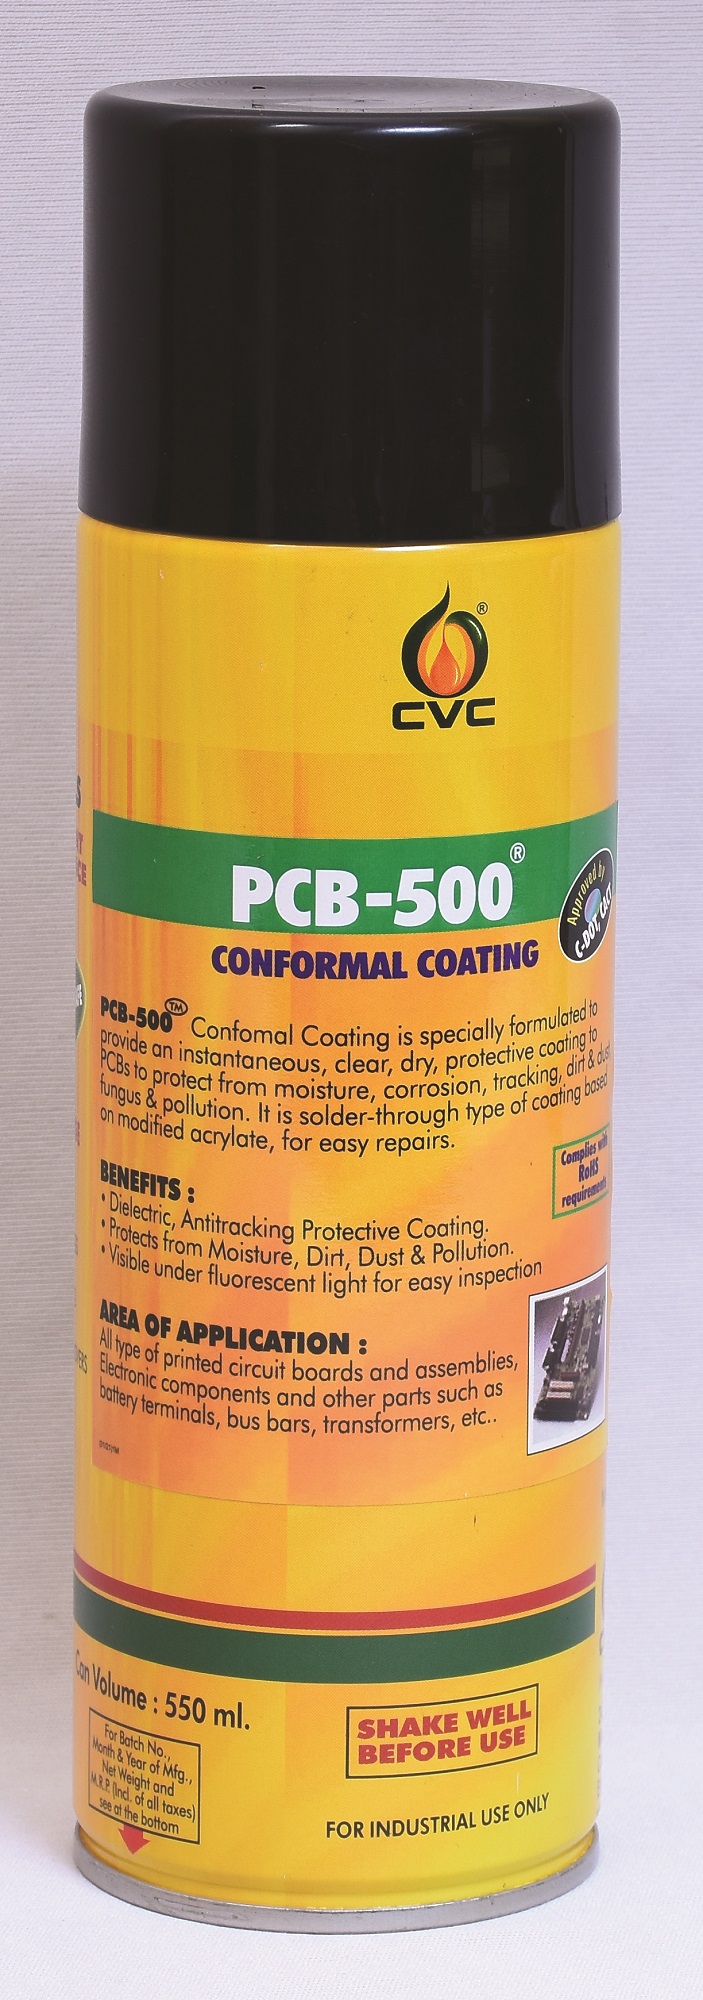 ®
CVC
PCB-500®
Approved by
C-DOT, CACT
CONFORMAL COATING
PCB-500™ Confomal Coating is specially formulated to
provide an instantaneous, clear, dry, protective coating to
PCBs to protect from moisture, corrosion, tracking, dirt & dust
fungus & pollution. It is solder-through type of coating based
on modified acrylate, for easy repairs.
Complies with
RoHS
requirements
BENEFITS :
• Dielectric, Antitracking Protective Coating.
• Protects from Moisture, Dirt, Dust & Pollution.
• Visible under fluorescent light for easy inspection
AREA OF APPLICATION :
All type of printed circuit boards and assemblies,
Electronic components and other parts such as
battery terminals, bus bars, transformers, etc..
Can Volume : 550 ml.
For Batch No.,
Month & Year of Mfg.,
Net Weight and
M.R.P. (Incl. of all taxes)
see at the bottom
SHAKE WELL
BEFORE USE
FOR INDUSTRIAL USE ONLY